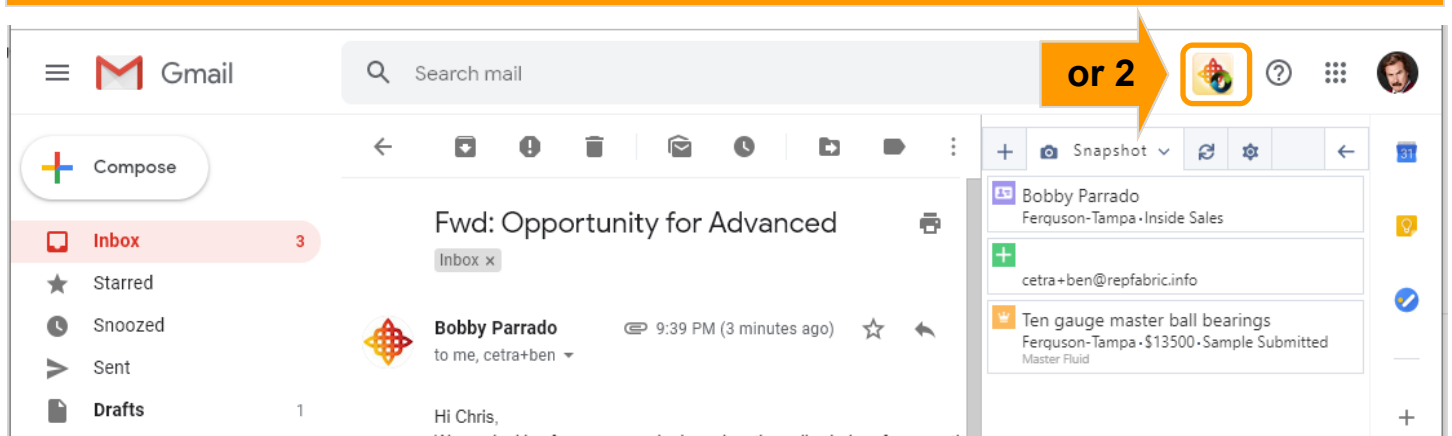 or 2
Gmail
Search mail
Compose
Snapshot
31
Inbox 3
Starred
Snoozed
Sent
Drafts 1
Fwd: Opportunity for Advanced
Inbox x
Bobby Parrado 9:39 PM (3 minutes ago)
to me, cetra+ben
Hi Chris,
Bobby Parrado
Ferquson-Tampa·Inside Sales
cetra+ben@repfabric.info
Ten gauge master ball bearings
Ferquson-Tampa·$13500·Sample Submitted
Master Fluid